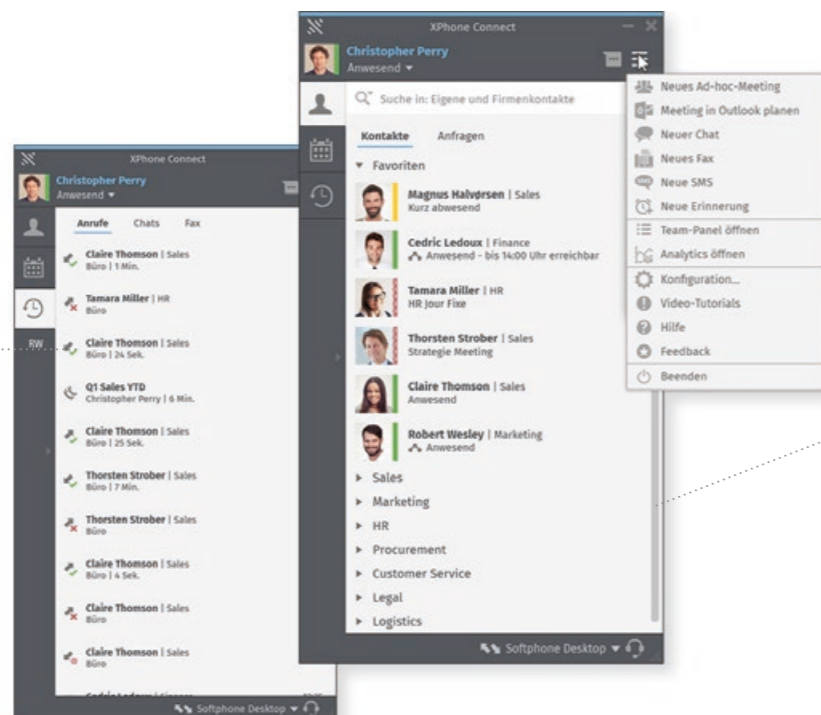 XPhone Connect
Christopher Perry
Anwesend
Anrufe Chats Fax
Claire Thomson | Sales
Büro | 1 Min.
Tamara Miller | HR
Büro
RW
Claire Thomson | Sales
Büro | 24 Sek.
Q1 Sales YTD
Christopher Perry | 6 Min.
Claire Thomson | Sales
Büro | 25 Sek.
Thorsten Strober | Sales
Büro | 7 Min.
Thorsten Strober | Sales
Büro
Claire Thomson | Sales
Büro | 4 Sek.
Claire Thomson | Sales
Büro
Claire Thomson | Sales
Büro
Softphone Desktop
XPhone Connect
Christopher Perry
Anwesend
Suche in: Eigene und Firmenkontakte
Kontakte Anfragen
Favoriten
Magnus Halvørsen | Sales
Kurz abwesend
Cedric Ledoux | Finance
Anwesend - bis 14:00 Uhr erreichbar
Tamara Miller | HR
HR Jour Fixe
Thorsten Strober | Sales
Strategie Meeting
Claire Thomson | Sales
Anwesend
Robert Wesley | Marketing
Anwesend
Sales
Marketing
HR
Procurement
Customer Service
Legal
Logistics
Softphone Desktop
Neues Ad-hoc-Meeting
Meeting in Outlook planen
Neuer Chat
Neues Fax
Neue SMS
Neue Erinnerung
Team-Panel öffnen
Analytics öffnen
Konfiguration...
Video-Tutorials
Hilfe
Feedback
Beenden